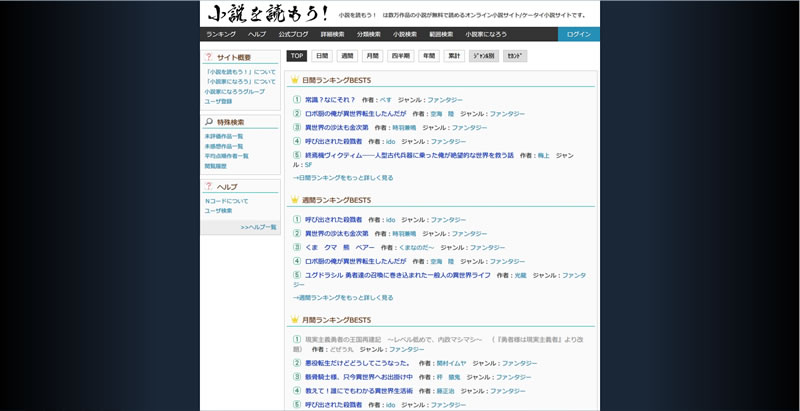 小説を読もう!
小説を読もう! は数万作品の小説が無料で読めるオンライン小説サイト/ケータイ小説サイトです。
ランキング ヘルプ 公式ブログ 詳細検索 分類検索 小説検索 範囲検索 小説家になろう ログイン
サイト概要
「小説を読もう!」について
「小説家になろう」について
小説家になろうグループ
ユーザ登録
特殊検索
未評価作品一覧
未感想作品一覧
平均点順作者一覧
閲覧履歴
ヘルプ
Nコードについて
ユーザ検索
>>ヘルプ一覧
TOP 日間 週間 月間 四半期 年間 累計 ジャンル別 セカンド
日間ランキングBEST5
1 常識?なにそれ? 作者:べす ジャンル:ファンタジー
2 ロボ厨の俺が異世界転生したんだが 作者:空海 陸 ジャンル:ファンタジー
3 異世界の沙汰も金次第 作者:時羽兼鳴 ジャンル:ファンタジー
4 呼び出された殺戮者 作者:ido ジャンル:ファンタジー
5 終焉機ヴィクティム――人型古代兵器に乗った俺が絶望的な世界を救う話 作者:梅上 ジャン
ル:SF
→日間ランキングをもっと詳しく見る
週間ランキングBEST5
1 呼び出された殺戮者 作者:ido ジャンル:ファンタジー
2 異世界の沙汰も金次第 作者:時羽兼鳴 ジャンル:ファンタジー
3 くま クマ 熊 ベアー 作者:くまなのだ~ ジャンル:ファンタジー
4 ロボ厨の俺が異世界転生したんだが 作者:空海 陸 ジャンル:ファンタジー
5 ユグドラシル 勇者達の召喚に巻き込まれた一般人の異世界ライフ 作者:光龍 ジャンル:ファンタ
ジー
→週間ランキングをもっと詳しく見る
月間ランキングBEST5
1 現実主義勇者の王国再建記 ~レベル低めで、内政マシマシ~ (『勇者様は現実主義者』より改
題) 作者:どぜう丸 ジャンル:ファンタジー
2 悪役転生だけどどうしてこうなった。 作者:関村イムヤ ジャンル:ファンタジー
3 骸骨騎士様、只今異世界へお出掛け中 作者:秤 猿鬼 ジャンル:ファンタジー
4 教えて!誰にでもわかる異世界生活術 作者:藤正治 ジャンル:ファンタジー
5 呼び出された殺戮者 作者:ido ジャンル:ファンタジー